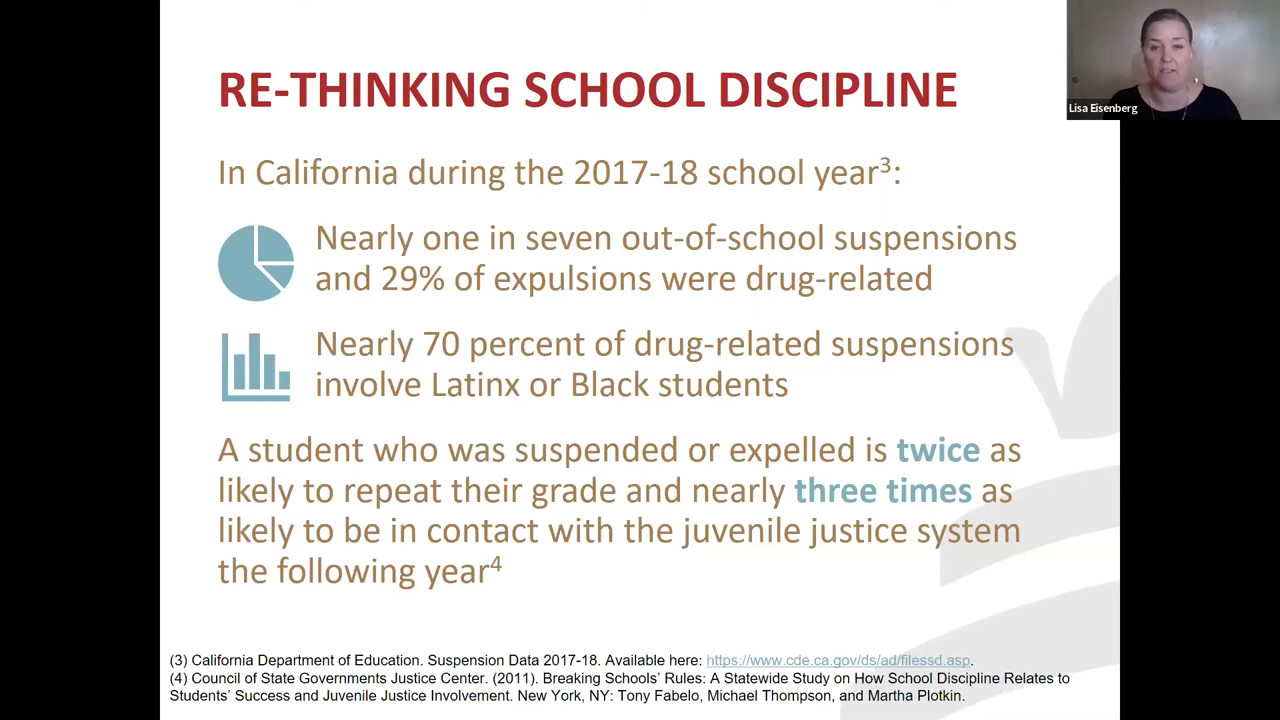 RE-THINKING SCHOOL DISCIPLINE
Lisa Eisenberg
In California during the 2017-18 school year³:
Nearly one in seven out-of-school suspensions
and 29% of expulsions were drug-related
Nearly 70 percent of drug-related suspensions
involve Latinx or Black students
A student who was suspended or expelled is twice as
likely to repeat their grade and nearly three times as
likely to be in contact with the juvenile justice system
the following year⁴
(3) California Department of Education. Suspension Data 2017-18. Available here: https://www.cde.ca.gov/ds/ad/filessd.asp.
(4) Council of State Governments Justice Center. (2011). Breaking Schools’ Rules: A Statewide Study on How School Discipline Relates to
Students’ Success and Juvenile Justice Involvement. New York, NY: Tony Fabelo, Michael Thompson, and Martha Plotkin.